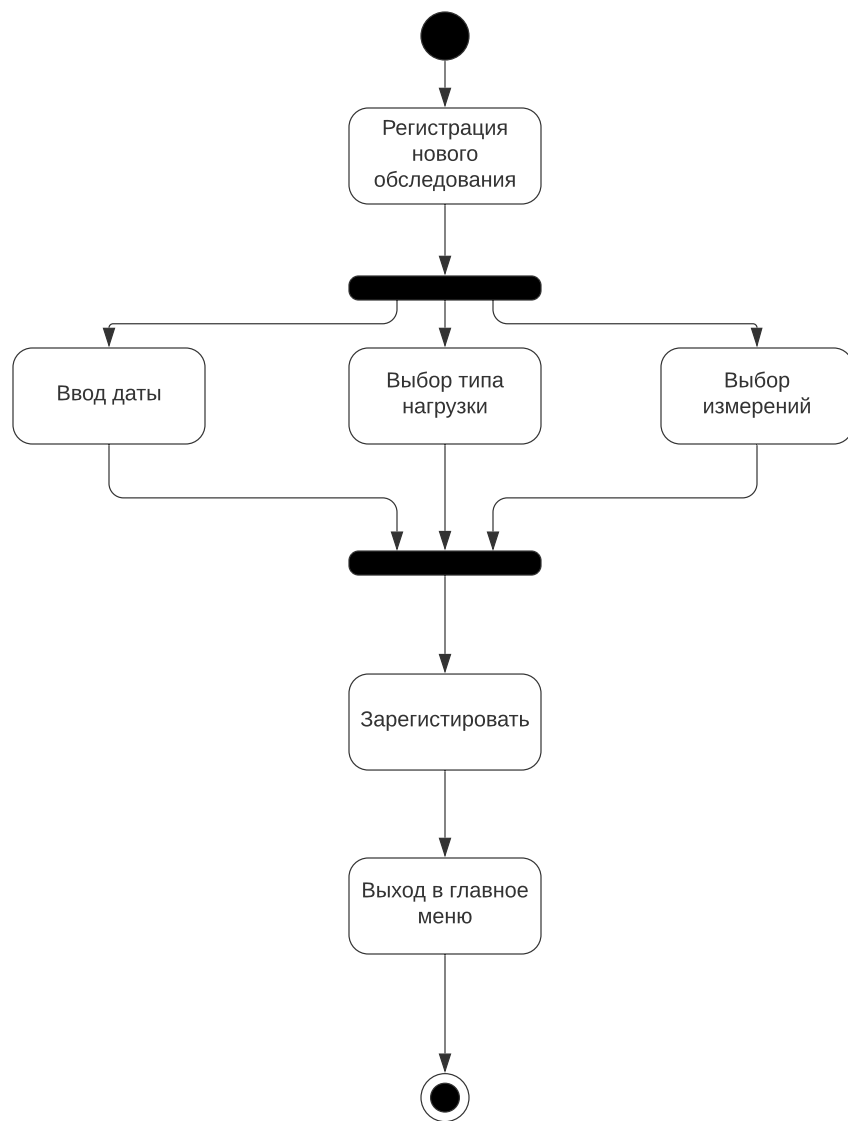 Регистрация
нового
обследования
Ввод даты
Выбор типа
нагрузки
Выбор
измерений
Зарегистировать
Выход в главное
меню